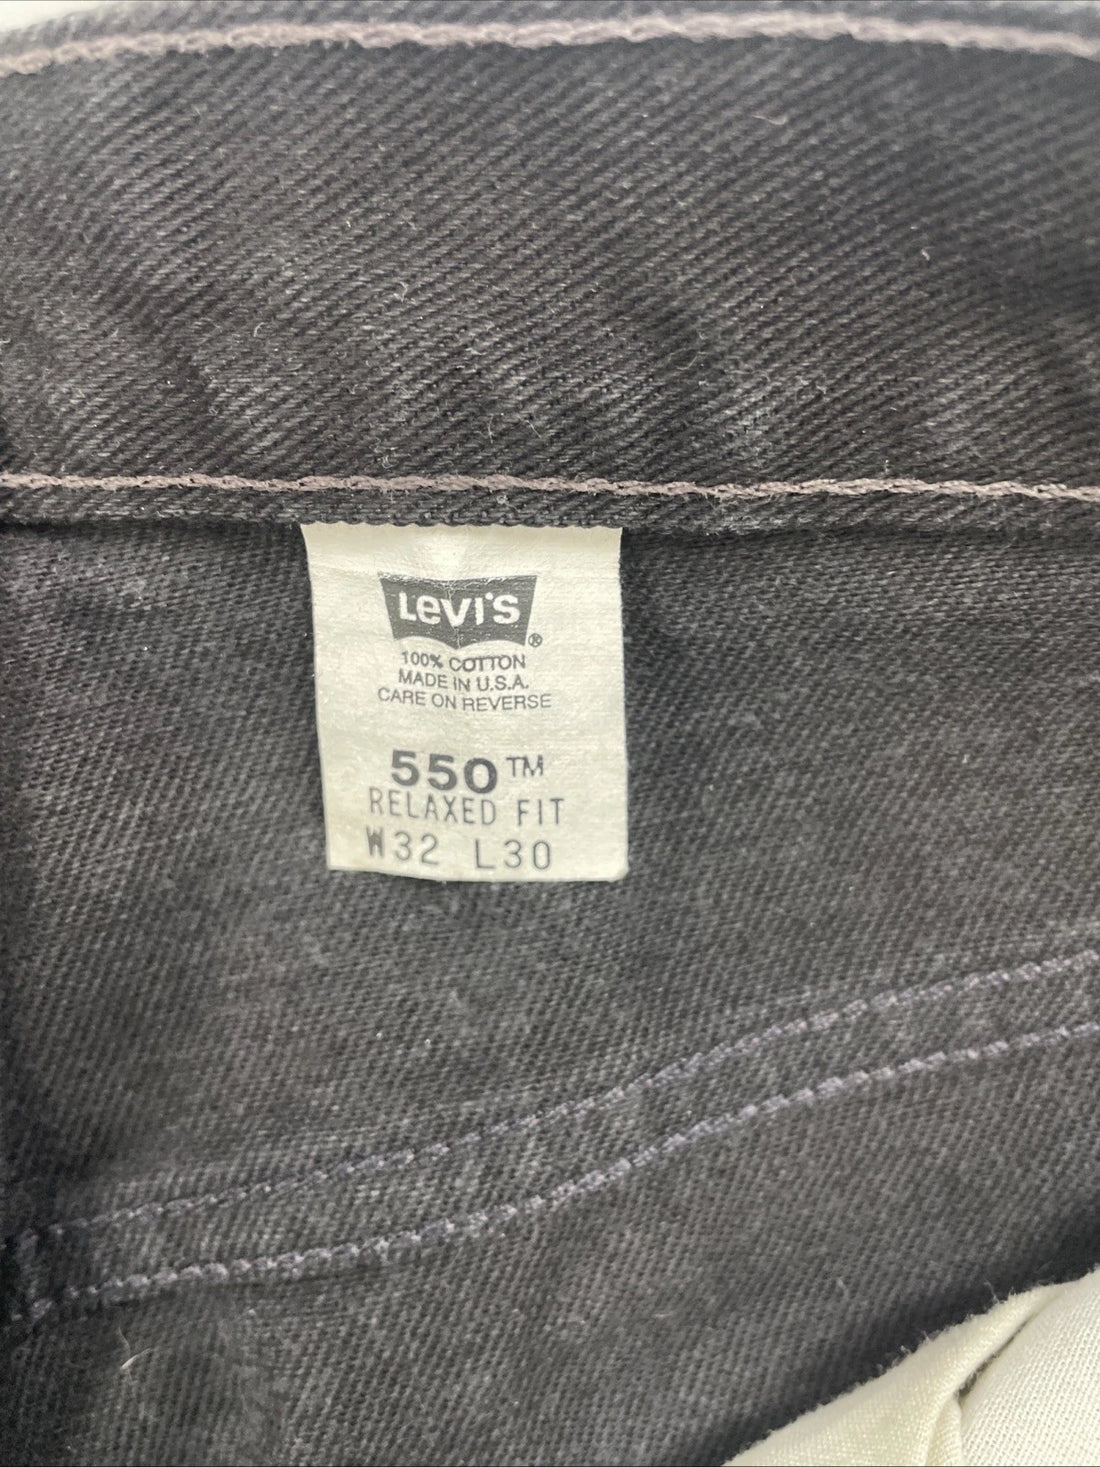 Levi's®
100% COTTON
MADE IN U.S.A.
CARE ON REVERSE
550™
RELAXED FIT
W32 L30